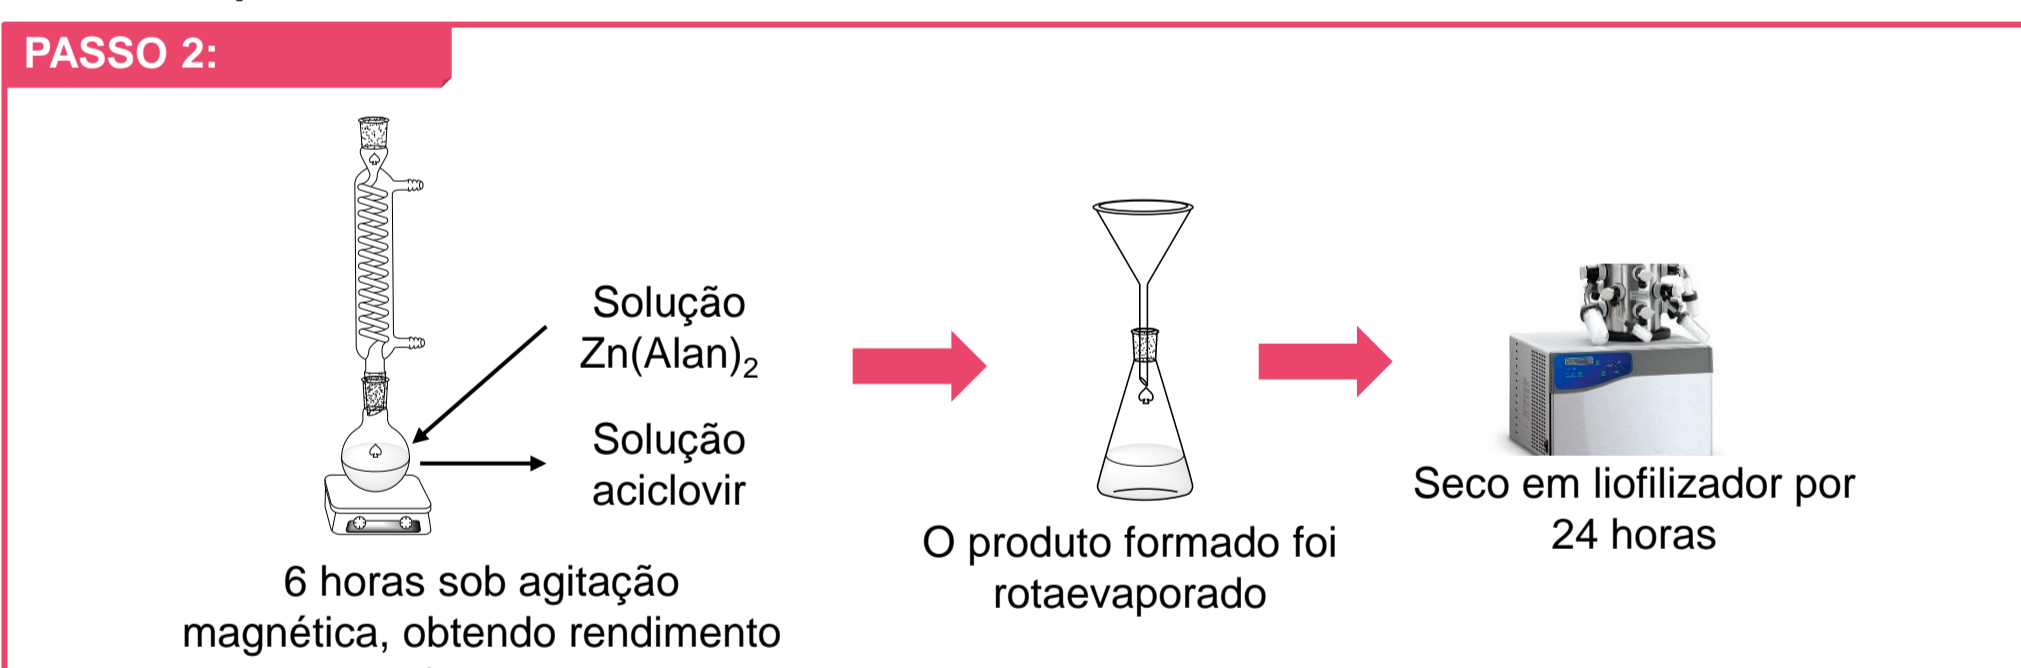 PASSO 2:
Solução
Zn(Alan)₂
Solução
aciclovir
6 horas sob agitação
magnética, obtendo rendimento
O produto formado foi
rotaevaporado
Seco em liofilizador por
24 horas